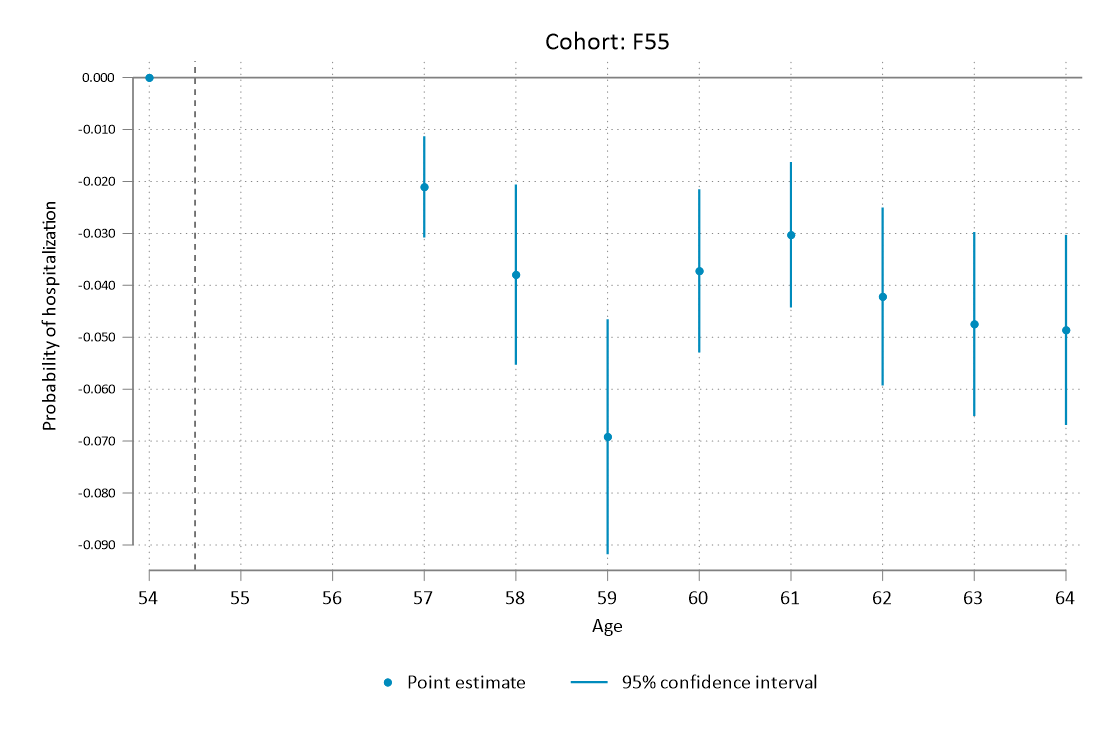 Cohort: F55
0.000
-0.010
-0.020
-0.030
-0.040
-0.050
-0.060
-0.070
-0.080
-0.090
Probability of hospitalization
54 55 56 57 58 59 60 61 62 63 64
Age
Point estimate 95% confidence interval